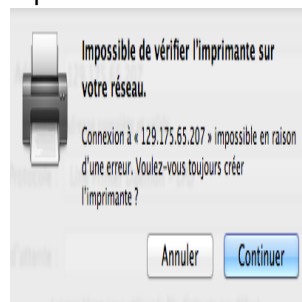 Impossible de vérifier l'imprimante sur
votre réseau.
Connexion à « 129.175.65.207 » impossible en raison
d'une erreur. Voulez-vous toujours créer
l'imprimante ?
Annuler
Continuer